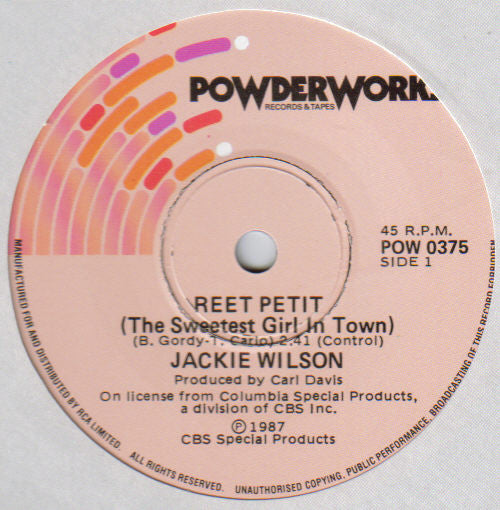 POWDERWORKS
RECORDS & TAPES
45 R.P.M.
POW 0375
SIDE 1
REET PETIT
(The Sweetest Girl In Town)
(B. Gordy-T. Carlo) 2.41 (Control)
JACKIE WILSON
Produced by Carl Davis
On license from Columbia Special Products,
a division of CBS Inc.
Ⓟ 1987
CBS Special Products
MANUFACTURED FOR AND DISTRIBUTED BY RCA LIMITED. ALL RIGHTS RESERVED. UNAUTHORISED COPYING, PUBLIC PERFORMANCE, BROADCASTING OF THIS RECORD FORBIDDEN